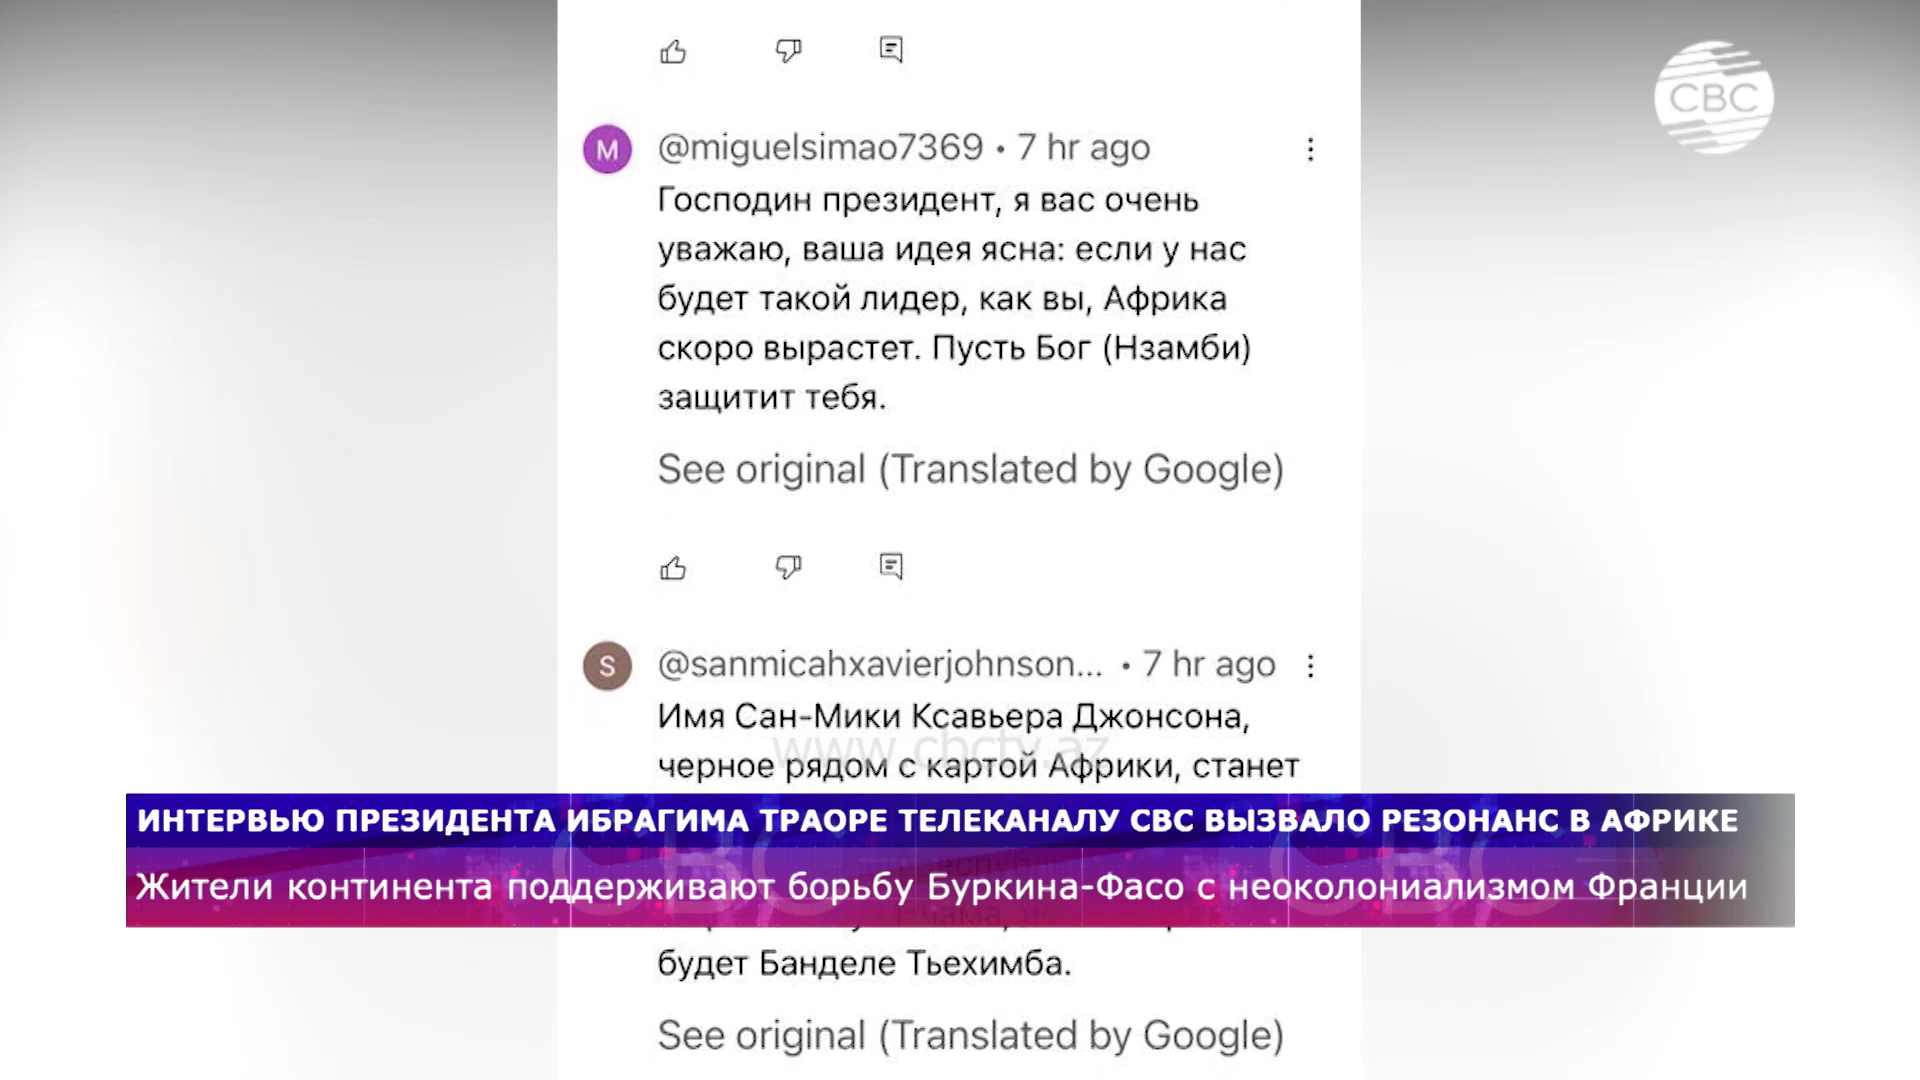 CBC
M
@miguelsimao7369 • 7 hr ago
Господин президент, я вас очень
уважаю, ваша идея ясна: если у нас
будет такой лидер, как вы, Африка
скоро вырастет. Пусть Бог (Нзамби)
защитит тебя.
See original (Translated by Google)
S
@sanmicahxavierjohnson... • 7 hr ago
Имя Сан-Мики Ксавьера Джонсона,
www.cbctv.az
черное рядом с картой Африки, станет
ИНТЕРВЬЮ ПРЕЗИДЕНТА ИБРАГИМА ТРАОРЕ ТЕЛЕКАНАЛУ CBC ВЫЗВАЛО РЕЗОНАНС В АФРИКЕ
Жители континента поддерживают борьбу Буркина-Фасо с неоколониализмом Франции
будет Банделе Тьехимба.
See original (Translated by Google)